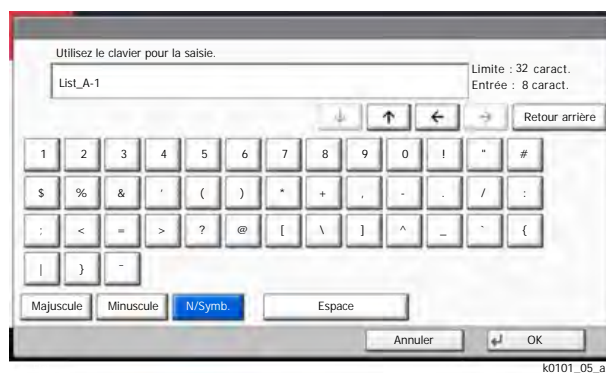 Utilisez le clavier pour la saisie.
List_A-1
Limite : 32 caract.
Entrée : 8 caract.
↓ ↑ ← → Retour arrière
1 2 3 4 5 6 7 8 9 0 ! " #
$ % & ' ( ) * + , - . / :
: < = > ? @ [ \ ] ^ _ ` {
| } ~
Majuscule Minuscule N/Symb. Espace
Annuler OK
k0101_05_a